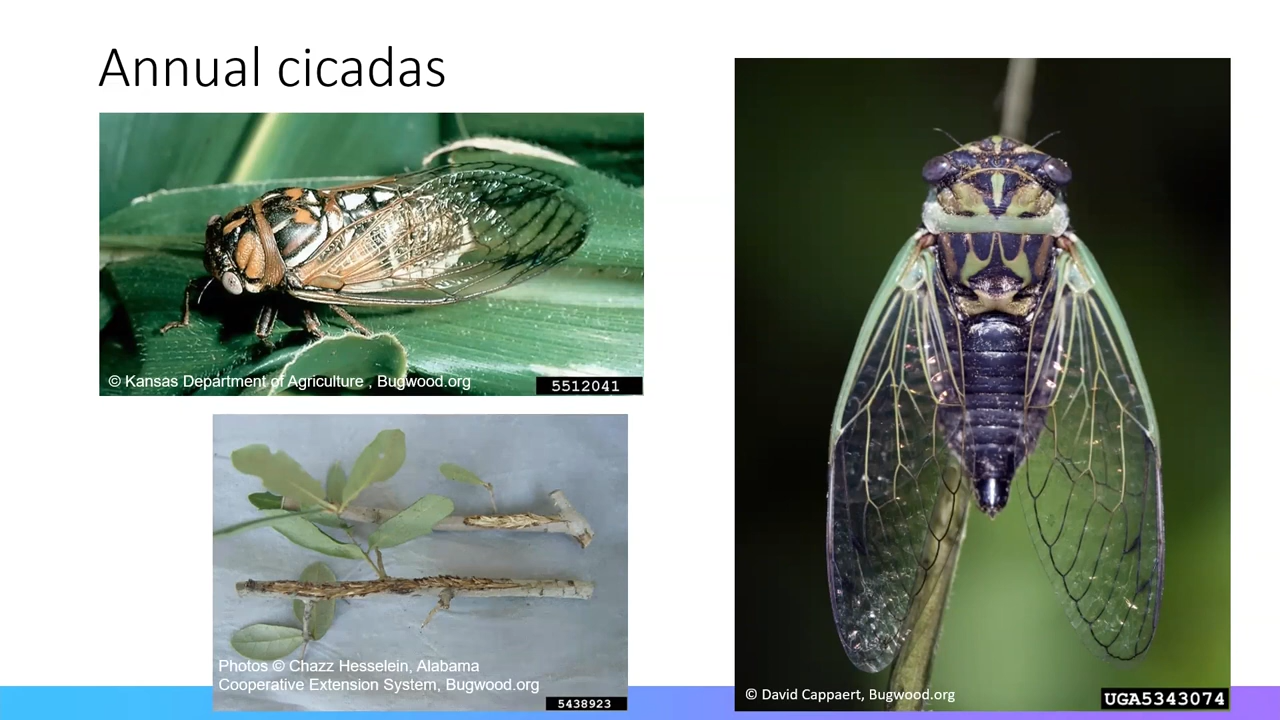 Annual cicadas
© Kansas Department of Agriculture , Bugwood.org
5512041
Photos © Chazz Hesselein, Alabama
Cooperative Extension System, Bugwood.org
5438923
© David Cappaert, Bugwood.org
UGA5343074